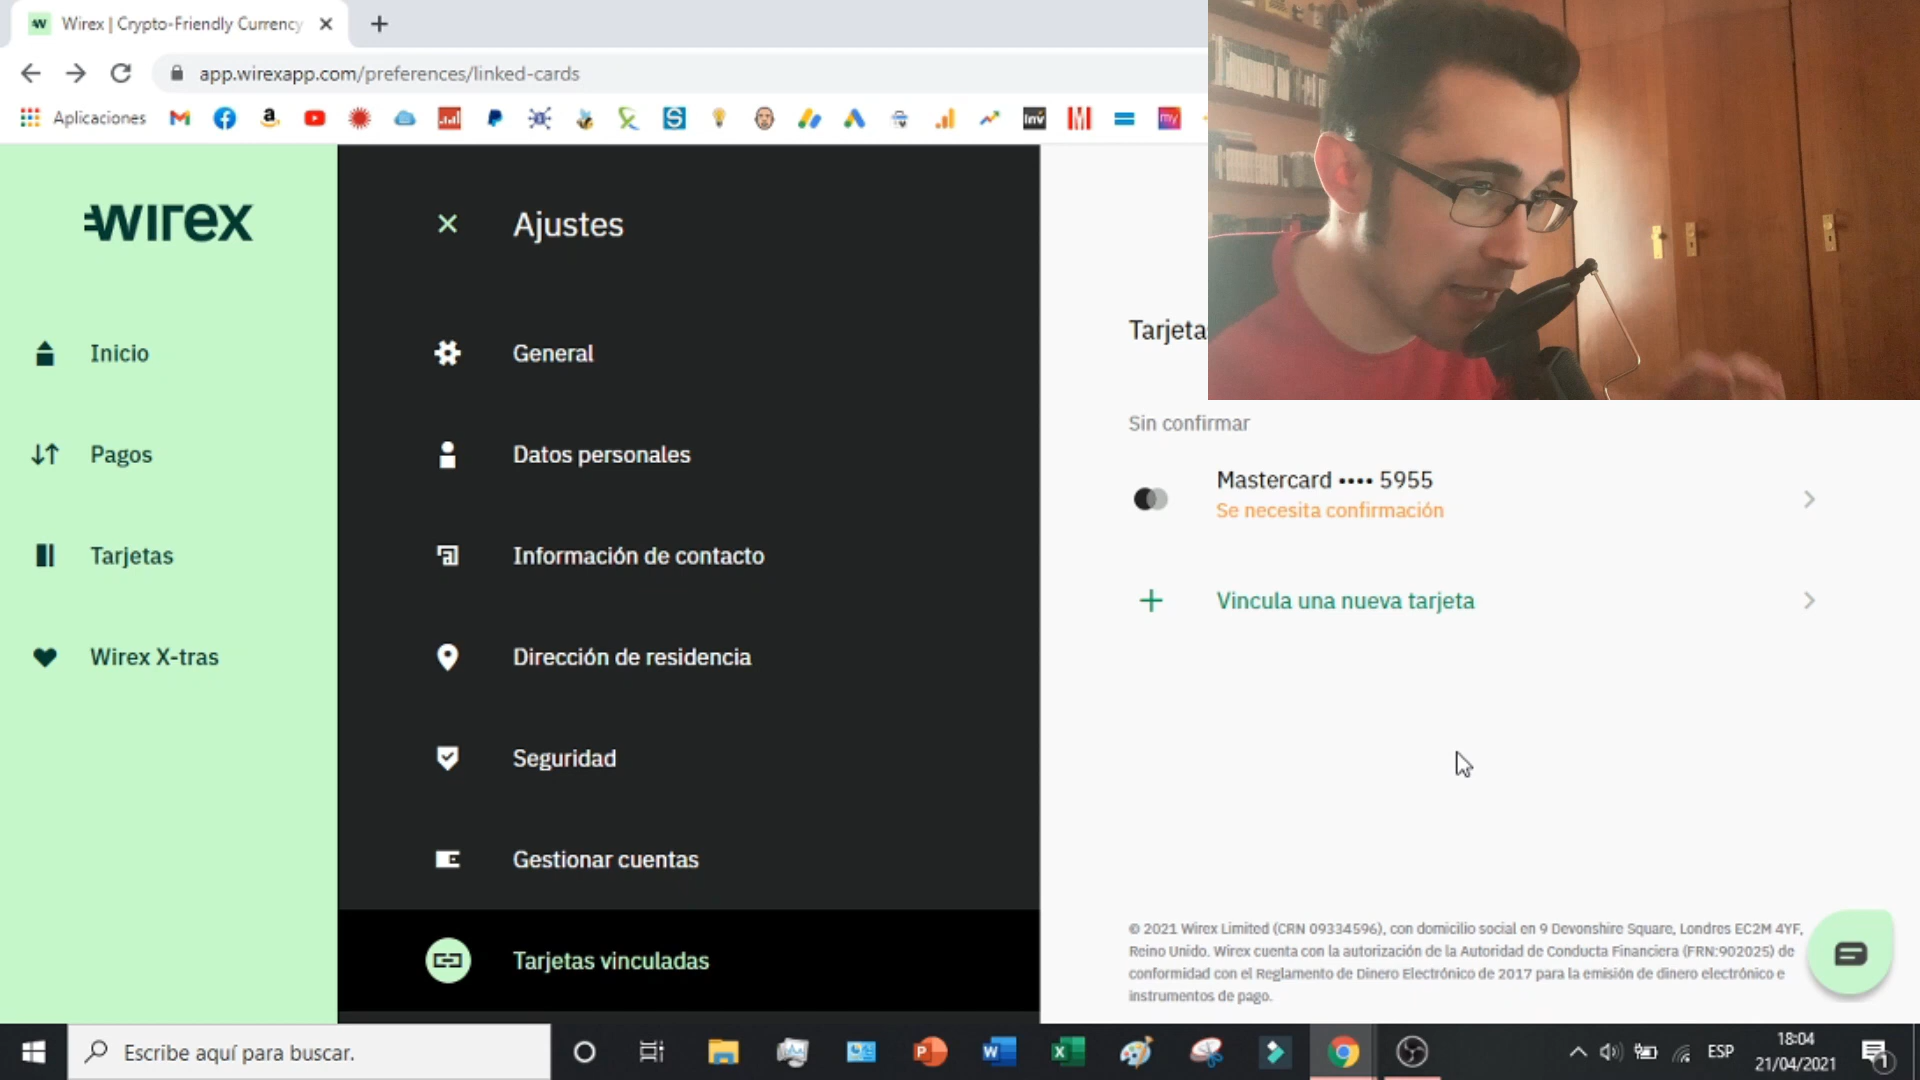 Wirex | Crypto-Friendly Currency
app.wirexapp.com/preferences/linked-cards
Aplicaciones
Inv
my
wirex
Inicio
Pagos
Tarjetas
Wirex X-tras
Ajustes
General
Datos personales
Información de contacto
Dirección de residencia
Seguridad
Gestionar cuentas
Tarjetas vinculadas
Tarjeta
Sin confirmar
Mastercard •••• 5955
Se necesita confirmación
Vincula una nueva tarjeta
© 2021 Wirex Limited (CRN 09334596), con domicilio social en 9 Devonshire Square, Londres EC2M 4YF,
Reino Unido. Wirex cuenta con la autorización de la Autoridad de Conducta Financiera (FRN:902025) de
conformidad con el Reglamento de Dinero Electrónico de 2017 para la emisión de dinero electrónico e
instrumentos de pago.
Escribe aquí para buscar.
ESP
18:04
21/04/2021
1